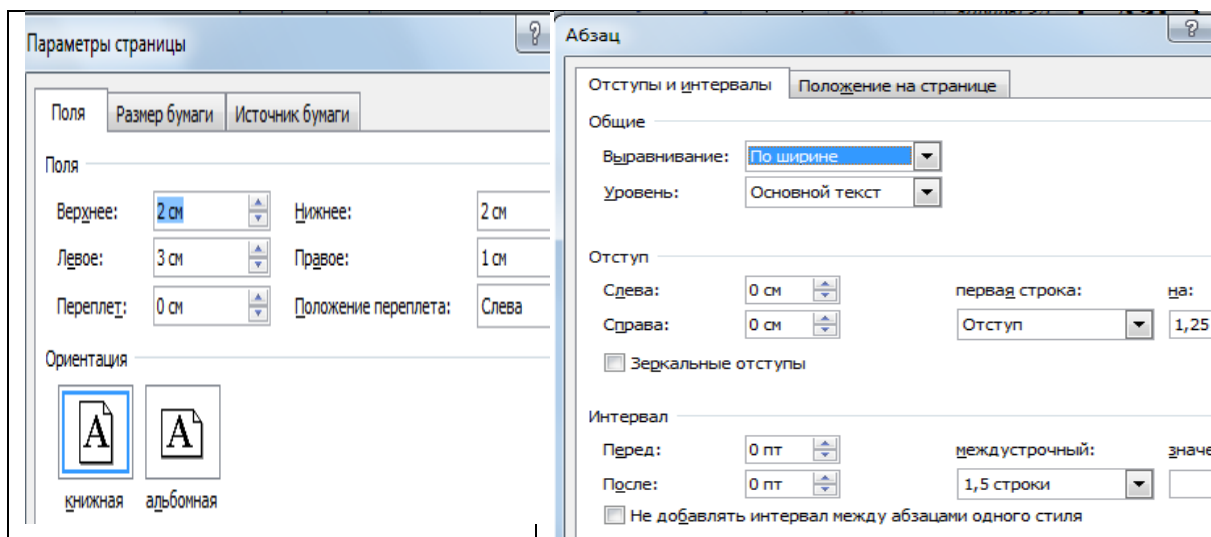 Параметры страницы
Поля Размер бумаги Источник бумаги
Поля
Верхнее: 2 см Нижнее: 2 см
Левое: 3 см Правое: 1 см
Переплет: 0 см Положение переплета: Слева
Ориентация
A A
книжная альбомная
Абзац
Отступы и интервалы Положение на странице
Общие
Выравнивание: По ширине
Уровень: Основной текст
Отступ
Слева: 0 см первая строка: на:
Справа: 0 см Отступ 1,25
Зеркальные отступы
Интервал
Перед: 0 пт междустрочный: значе
После: 0 пт 1,5 строки
Не добавлять интервал между абзацами одного стиля